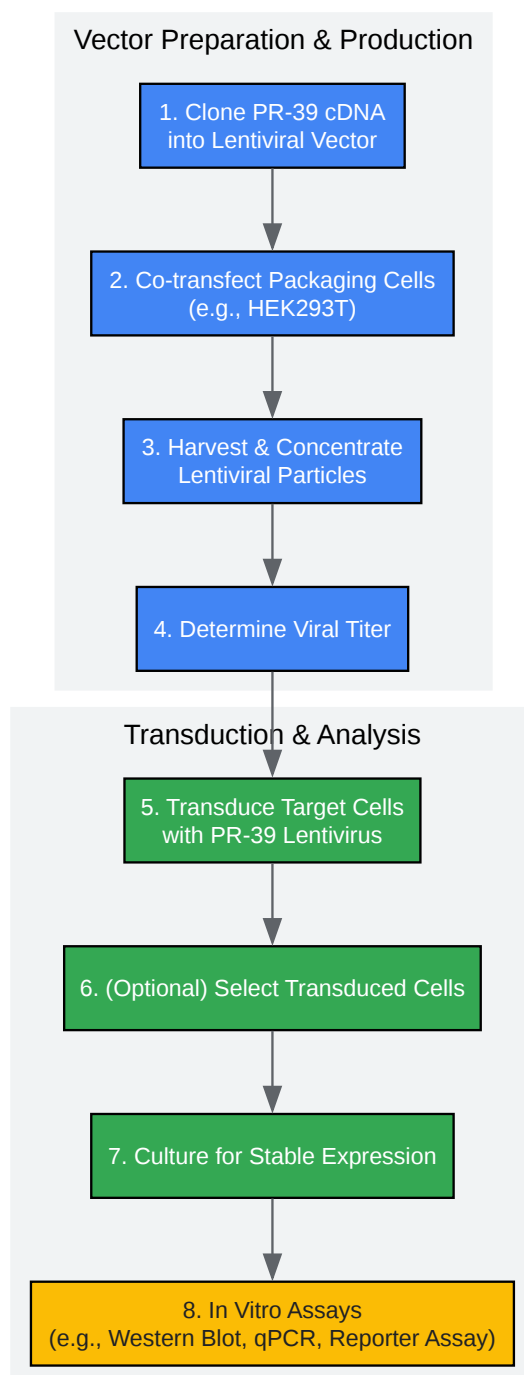 Vector Preparation & Production
1. Clone PR-39 cDNA
into Lentiviral Vector
2. Co-transfect Packaging Cells
(e.g., HEK293T)
3. Harvest & Concentrate
Lentiviral Particles
4. Determine Viral Titer
Transduction & Analysis
5. Transduce Target Cells
with PR-39 Lentivirus
6. (Optional) Select Transduced Cells
7. Culture for Stable Expression
8. In Vitro Assays
(e.g., Western Blot, qPCR, Reporter Assay)